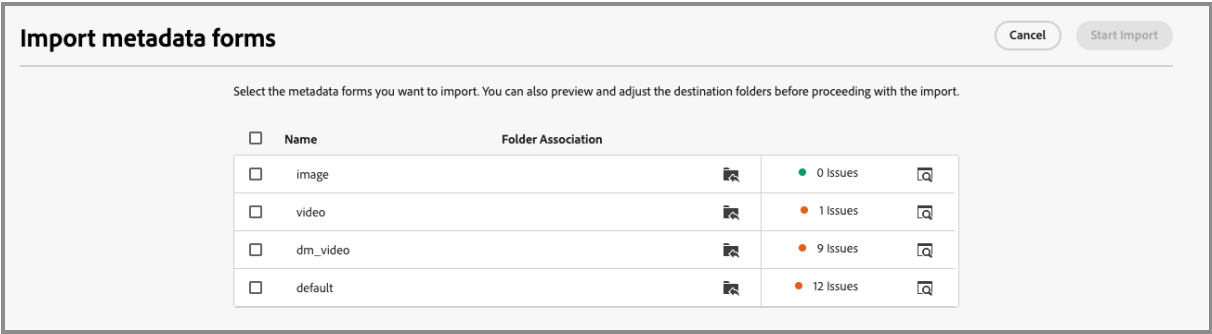 Import metadata forms
Cancel
Start Import
Select the metadata forms you want to import. You can also preview and adjust the destination folders before proceeding with the import.
Name Folder Association
image 0 Issues
video 1 Issues
dm_video 9 Issues
default 12 Issues